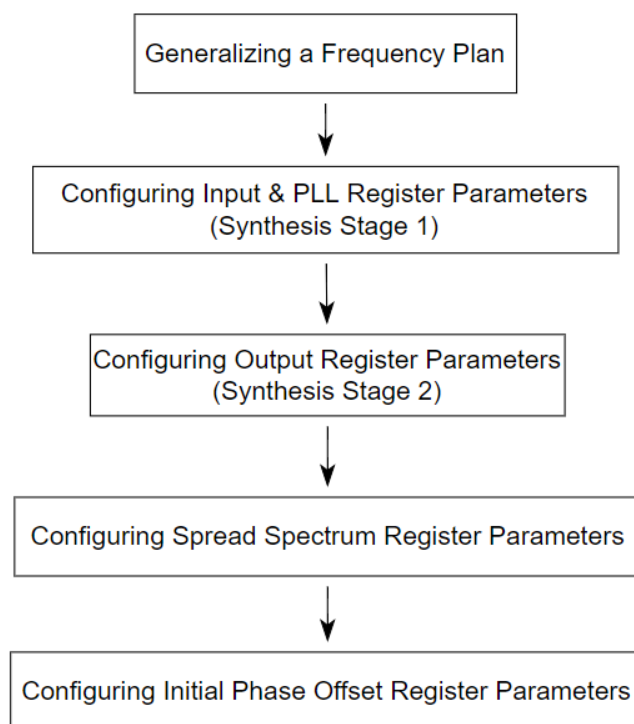 Generalizing a Frequency Plan
Configuring Input & PLL Register Parameters
(Synthesis Stage 1)
Configuring Output Register Parameters
(Synthesis Stage 2)
Configuring Spread Spectrum Register Parameters
Configuring Initial Phase Offset Register Parameters